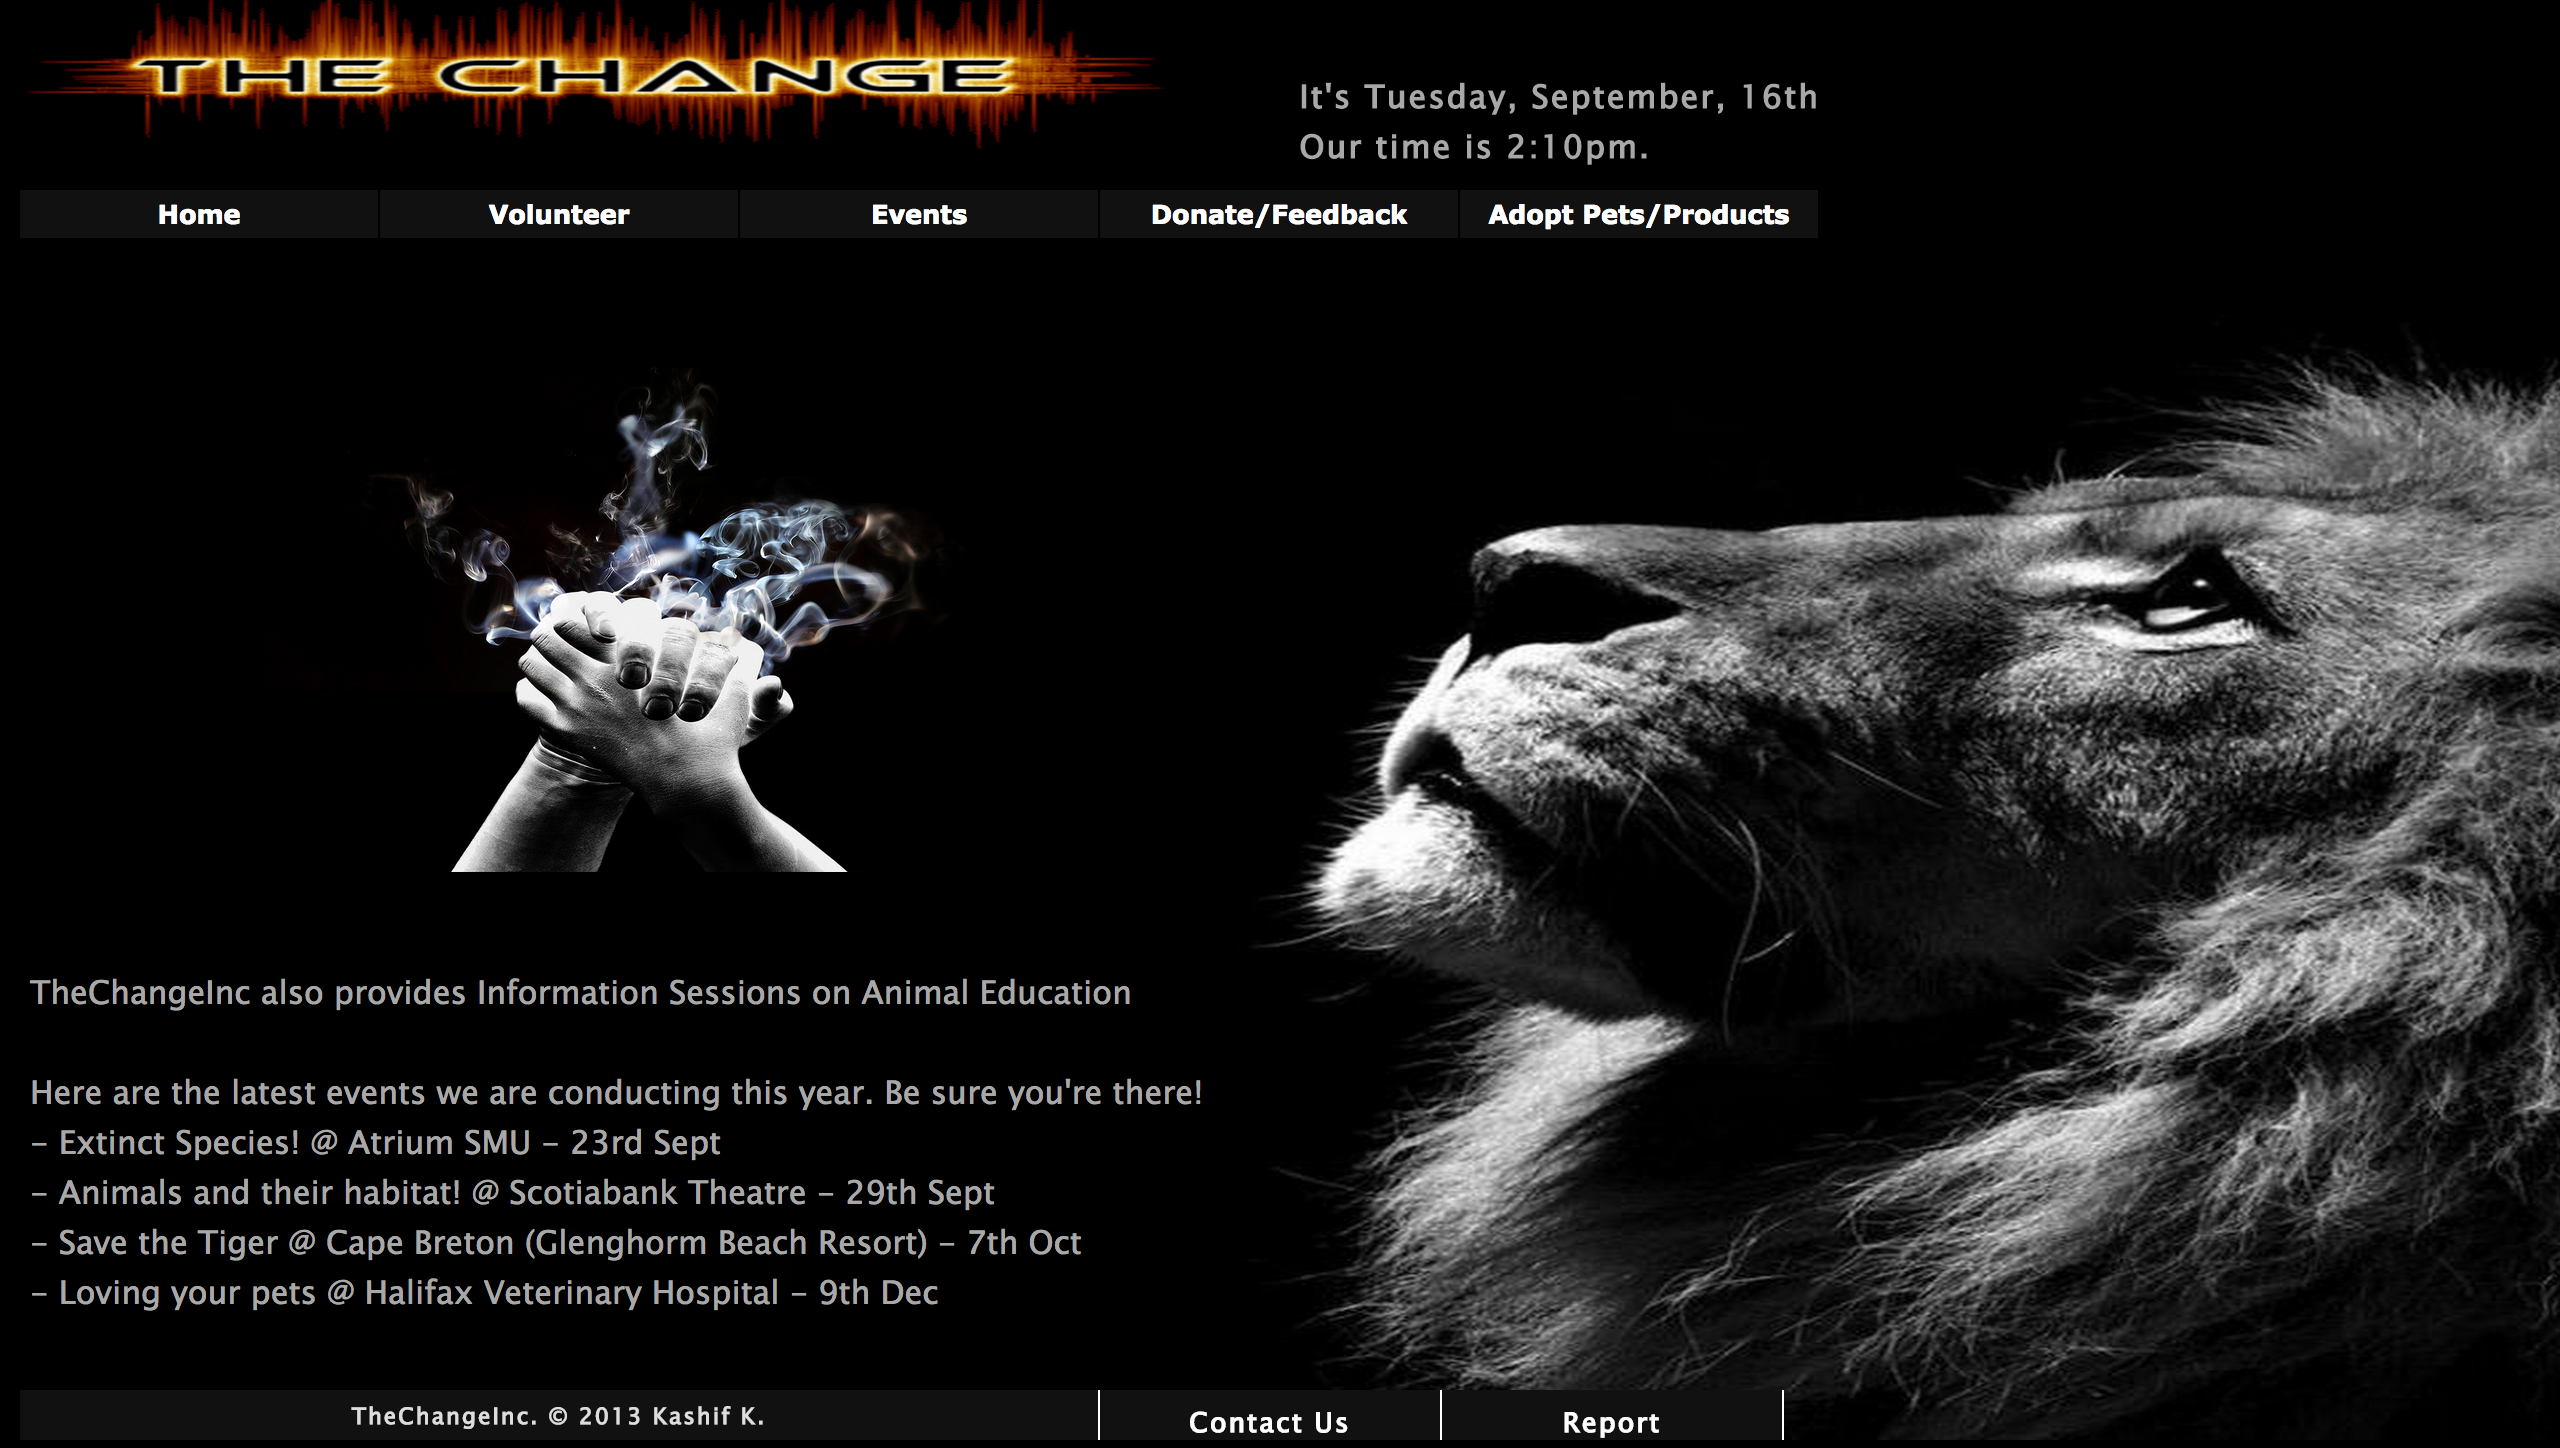 THE CHANGE
It's Tuesday, September, 16th
Our time is 2:10pm.
Home
Volunteer
Events
Donate/Feedback
Adopt Pets/Products
TheChangeInc also provides Information Sessions on Animal Education
Here are the latest events we are conducting this year. Be sure you're there!
- Extinct Species! @ Atrium SMU - 23rd Sept
- Animals and their habitat! @ Scotiabank Theatre - 29th Sept
- Save the Tiger @ Cape Breton (Glenghorm Beach Resort) - 7th Oct
- Loving your pets @ Halifax Veterinary Hospital - 9th Dec
TheChangeInc. © 2013 Kashif K.
Contact Us
Report